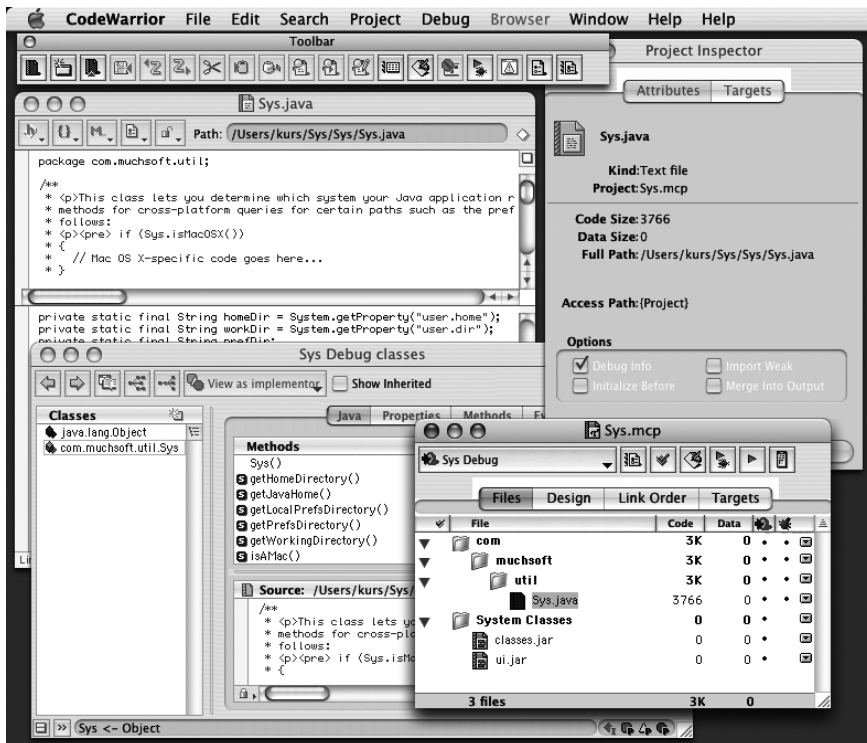 CodeWarrior File Edit Search Project Debug Browser Window Help Help
Toolbar
Sys.java
Path: /Users/kurs/Sys/Sys/Sys.java
package com.muchsoft.util;
/**
* <p>This class lets you determine which system your Java application r
* methods for cross-platform queries for certain paths such as the pref
* follows:
* <p><pre> if (Sys.isMacOSX())
* {
*    // Mac OS X-specific code goes here...
* }
private static final String homeDir = System.getProperty("user.home");
private static final String workDir = System.getProperty("user.dir");
private static final String prefDir;
Project Inspector
Attributes Targets
Sys.java
Kind: Text file
Project: Sys.mcp
Code Size: 3766
Data Size: 0
Full Path: /Users/kurs/Sys/Sys/Sys.java
Access Path: {Project}
Options
Debug Info Import Weak
Initialize Before Merge Into Output
Sys Debug classes
View as implementor Show Inherited
Classes
java.lang.Object
com.muchsoft.util.Sys
Java Properties Methods Ev
Methods
Sys()
getHomeDirectory()
getJavaHome()
getLocalPrefsDirectory()
getPrefsDirectory()
getWorkingDirectory()
isAMac()
Source: /Users/kurs/Sys/
/**
* <p>This class lets yo
* methods for cross-pla
* follows:
* <p><pre> if (Sys.isMa
* {
Sys <- Object
Sys.mcp
Sys Debug
Files Design Link Order Targets
File Code Data
com 3K 0
muchsoft 3K 0
util 3K 0
Sys.java 3766 0
System Classes 0 0
classes.jar 0 0
ui.jar 0 0
3 files 3K 0